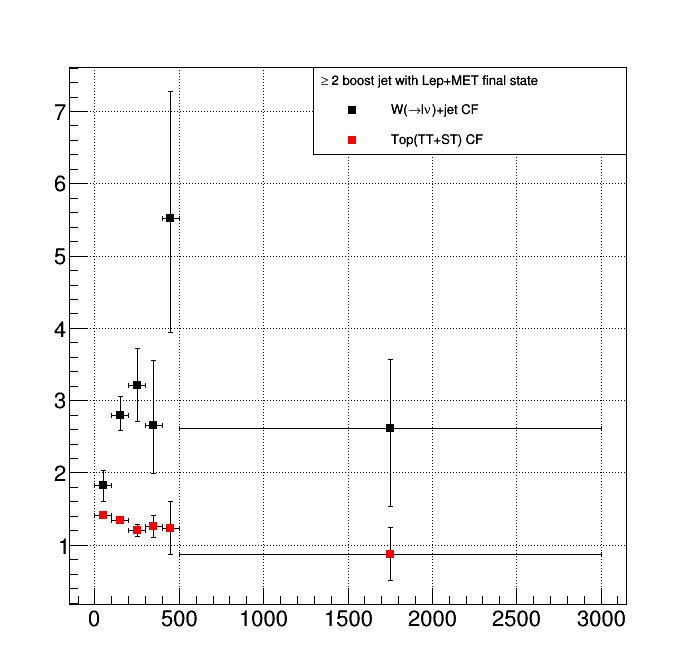 ≥ 2 boost jet with Lep+MET final state
W(→lν)+jet CF
Top(TT+ST) CF
7
6
5
4
3
2
1
0 500 1000 1500 2000 2500 3000